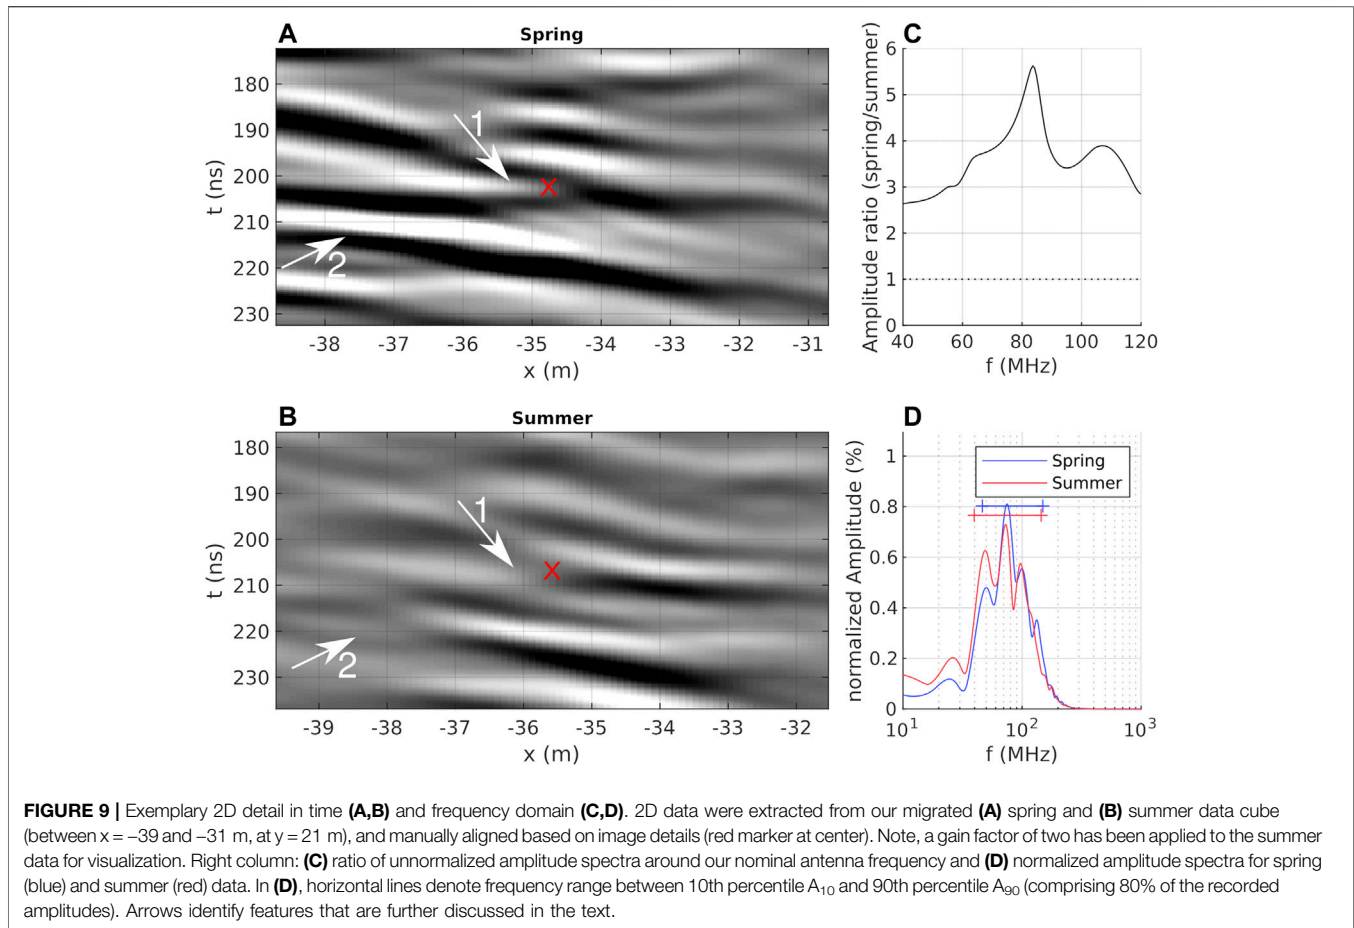 A
Spring
180
190
200
210
220
230
t (ns)
1
2
-38
-37
-36
-35
-34
-33
-32
-31
x (m)
C
Amplitude ratio (spring/summer)
6
5
4
3
2
1
0
40
60
80
100
120
f (MHz)
B
Summer
180
190
200
210
220
230
t (ns)
1
2
-39
-38
-37
-36
-35
-34
-33
-32
x (m)
D
normalized Amplitude (%)
1
0.8
0.6
0.4
0.2
0
Spring
Summer
10¹
10²
10³
f (MHz)
FIGURE 9 | Exemplary 2D detail in time (A,B) and frequency domain (C,D). 2D data were extracted from our migrated (A) spring and (B) summer data cube
(between x = −39 and −31 m, at y = 21 m), and manually aligned based on image details (red marker at center). Note, a gain factor of two has been applied to the summer
data for visualization. Right column: (C) ratio of unnormalized amplitude spectra around our nominal antenna frequency and (D) normalized amplitude spectra for spring
(blue) and summer (red) data. In (D), horizontal lines denote frequency range between 10th percentile A₁₀ and 90th percentile A₉₀ (comprising 80% of the recorded
amplitudes). Arrows identify features that are further discussed in the text.